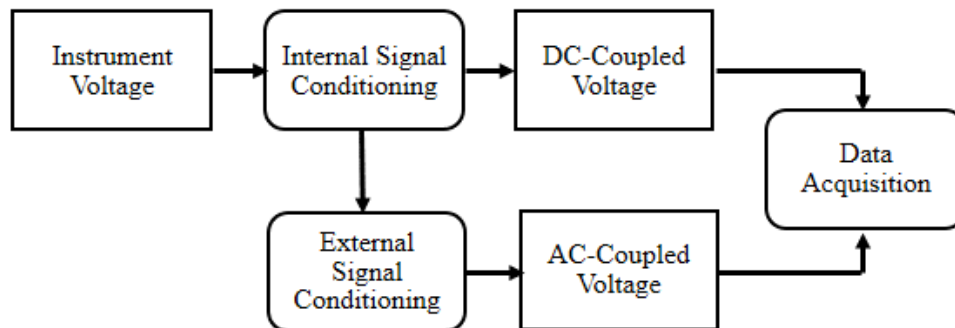 Instrument
Voltage
Internal Signal
Conditioning
DC-Coupled
Voltage
Data
Acquisition
External
Signal
Conditioning
AC-Coupled
Voltage